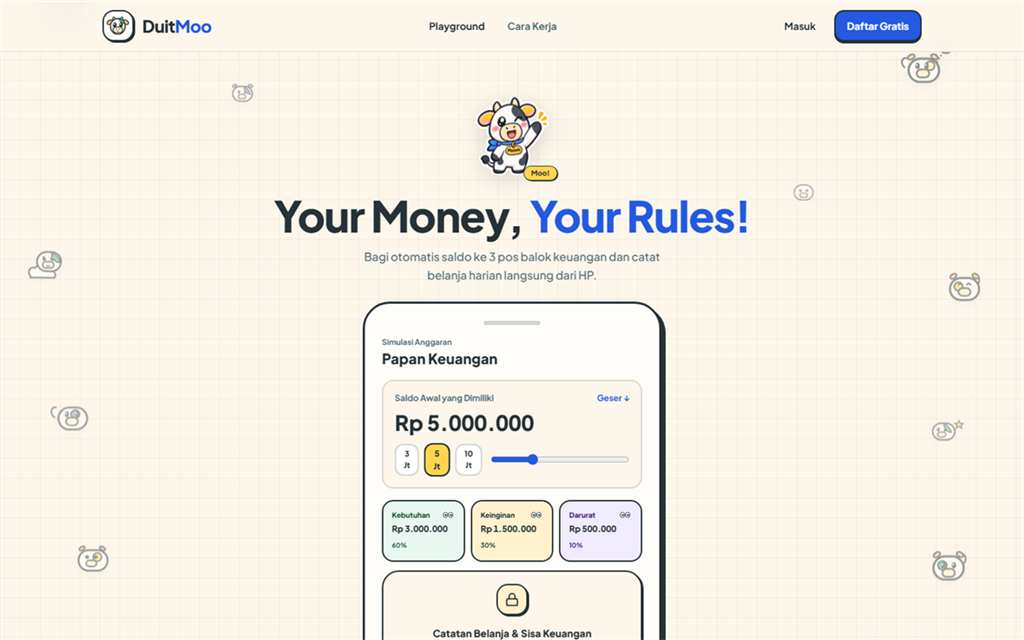 DuitMoo
Playground
Cara Kerja
Masuk
Daftar Gratis
Moo!
Your Money, Your Rules!
Bagi otomatis saldo ke 3 pos balok keuangan dan catat
belanja harian langsung dari HP.
Simulasi Anggaran
Papan Keuangan
Saldo Awal yang Dimiliki
Geser ↓
Rp 5.000.000
3 Jt
5 Jt
10 Jt
Kebutuhan
Rp 3.000.000
60%
Keinginan
Rp 1.500.000
30%
Darurat
Rp 500.000
10%
Catatan Belanja & Sisa Keuangan